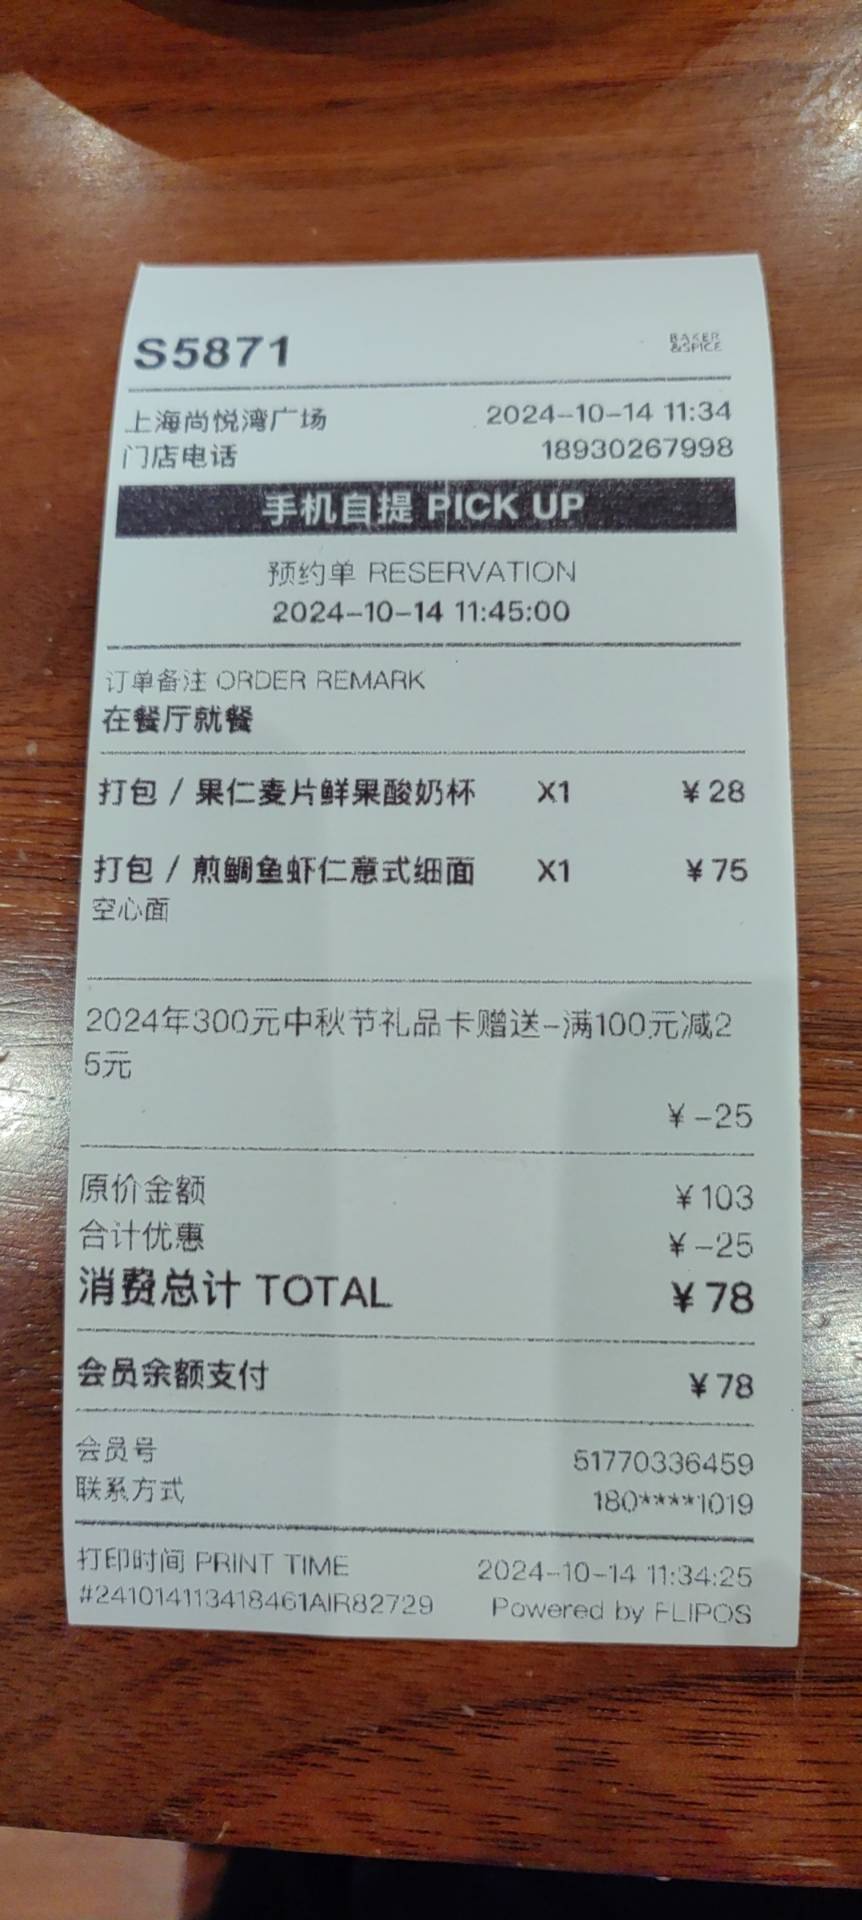 S5871
BAKER
&SPICE
上海尚悦湾广场 2024-10-14 11:34
门店电话 18930267998
手机自提 PICK UP
预约单 RESERVATION
2024-10-14 11:45:00
订单备注 ORDER REMARK
在餐厅就餐
打包 / 果仁麦片鲜果酸奶杯 X1 ¥28
打包 / 煎鲷鱼虾仁意式细面 X1 ¥75
空心面
2024年300元中秋节礼品卡赠送-满100元减2
5元
¥-25
原价金额 ¥103
合计优惠 ¥-25
消费总计 TOTAL ¥78
会员余额支付 ¥78
会员号 51770336459
联系方式 180****1019
打印时间 PRINT TIME 2024-10-14 11:34:25
#241014113418461AIR82729 Powered by FLIPOS